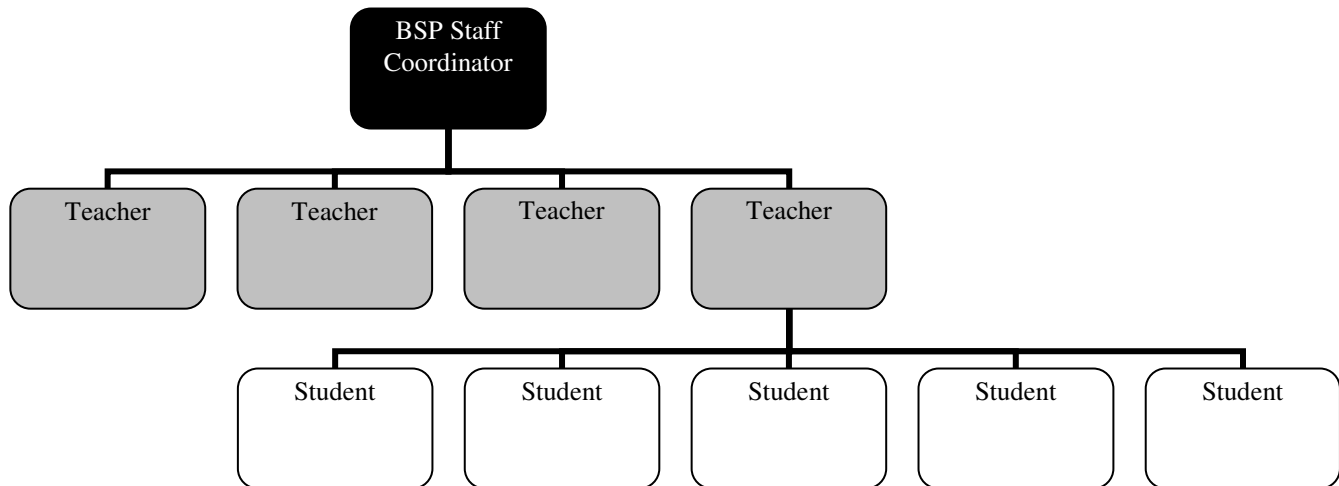 BSP Staff
Coordinator
Teacher
Teacher
Teacher
Teacher
Student
Student
Student
Student
Student